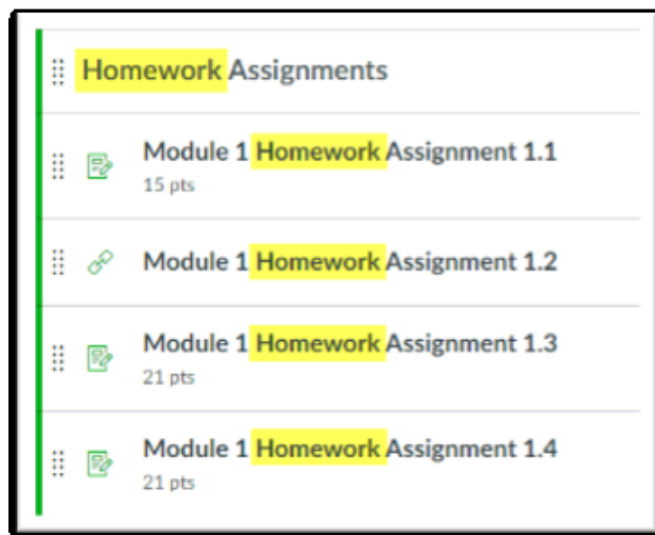 Homework Assignments
Module 1 Homework Assignment 1.1
15 pts
Module 1 Homework Assignment 1.2
Module 1 Homework Assignment 1.3
21 pts
Module 1 Homework Assignment 1.4
21 pts